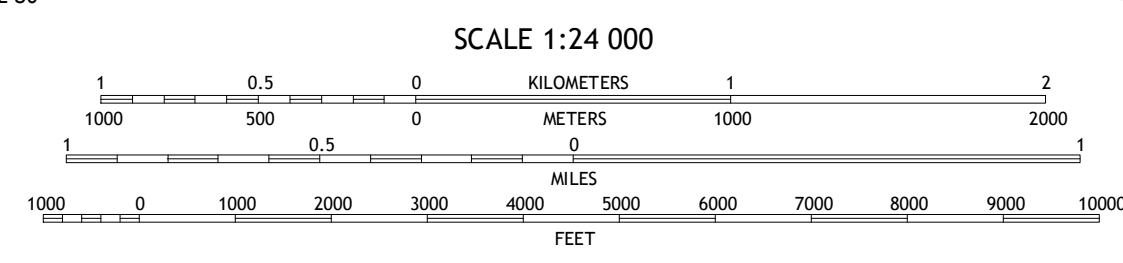 SCALE 1:24 000
1 0.5 0 KILOMETERS 1 2
1000 500 0 METERS 1000 2000
1 0.5 0 1
MILES
1000 0 1000 2000 3000 4000 5000 6000 7000 8000 9000 10000
FEET